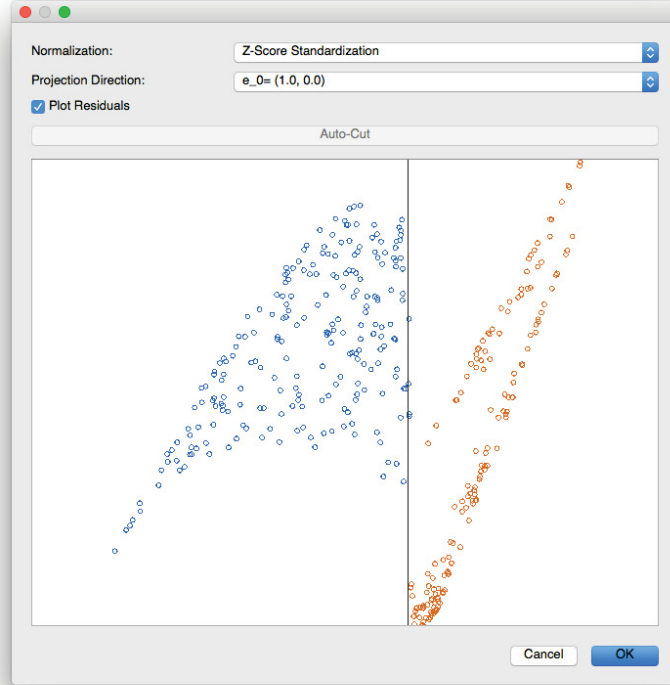 Normalization:
Z-Score Standardization
Projection Direction:
e_0= (1.0, 0.0)
Plot Residuals
Auto-Cut
Cancel
OK